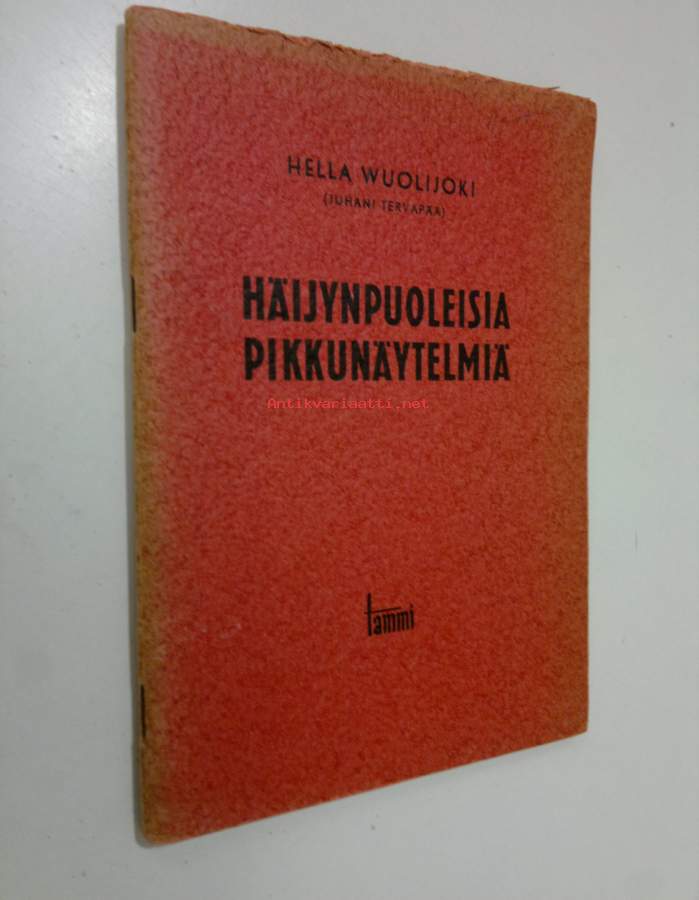 HELLA WUOLIJOKI
(JUHANI TERVAPÄÄ)
HÄIJYNPUOLEISIA
PIKKUNÄYTELMIÄ
Antikvariaatti.net
tammi